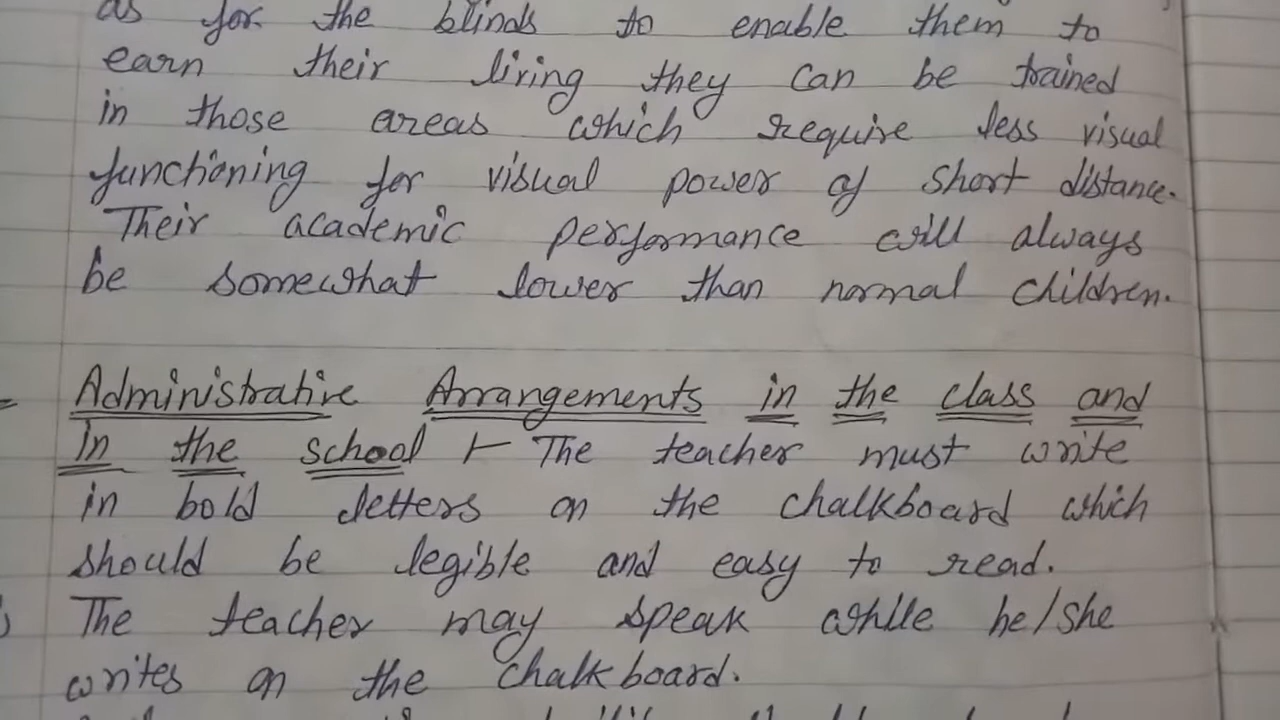 as for the blinds to enable them to
earn their living they can be trained
in those areas which require less visual
functioning for visual power of short distance.
Their academic performance will always
be somewhat lower than normal children.
Administrative Arrangements in the class and
in the school :- The teacher must write
in bold letters on the chalkboard which
should be legible and easy to read.
The teacher may speak while he/she
writes on the chalkboard.